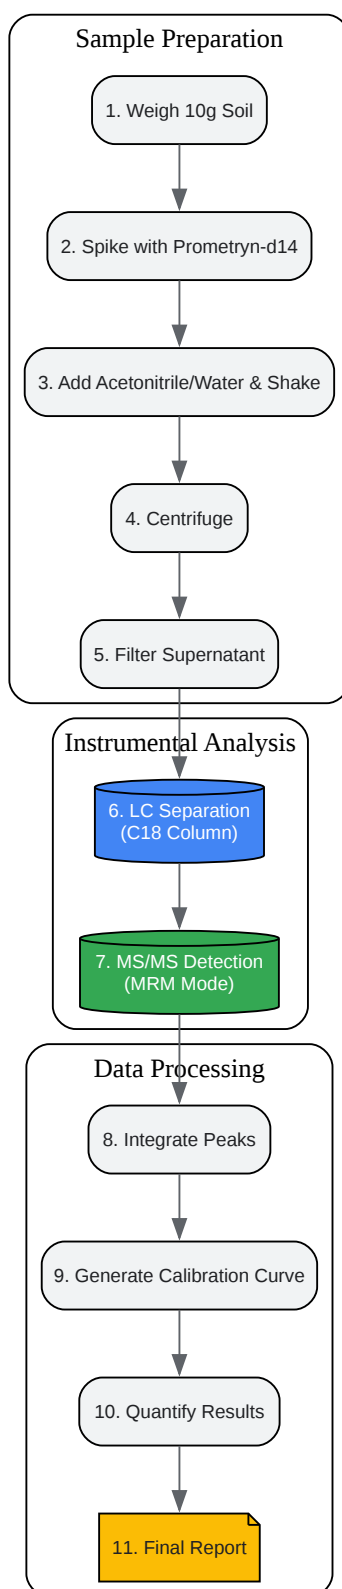 Sample Preparation
1. Weigh 10g Soil
2. Spike with Prometryn-d14
3. Add Acetonitrile/Water & Shake
4. Centrifuge
5. Filter Supernatant
Instrumental Analysis
6. LC Separation
(C18 Column)
7. MS/MS Detection
(MRM Mode)
Data Processing
8. Integrate Peaks
9. Generate Calibration Curve
10. Quantify Results
11. Final Report